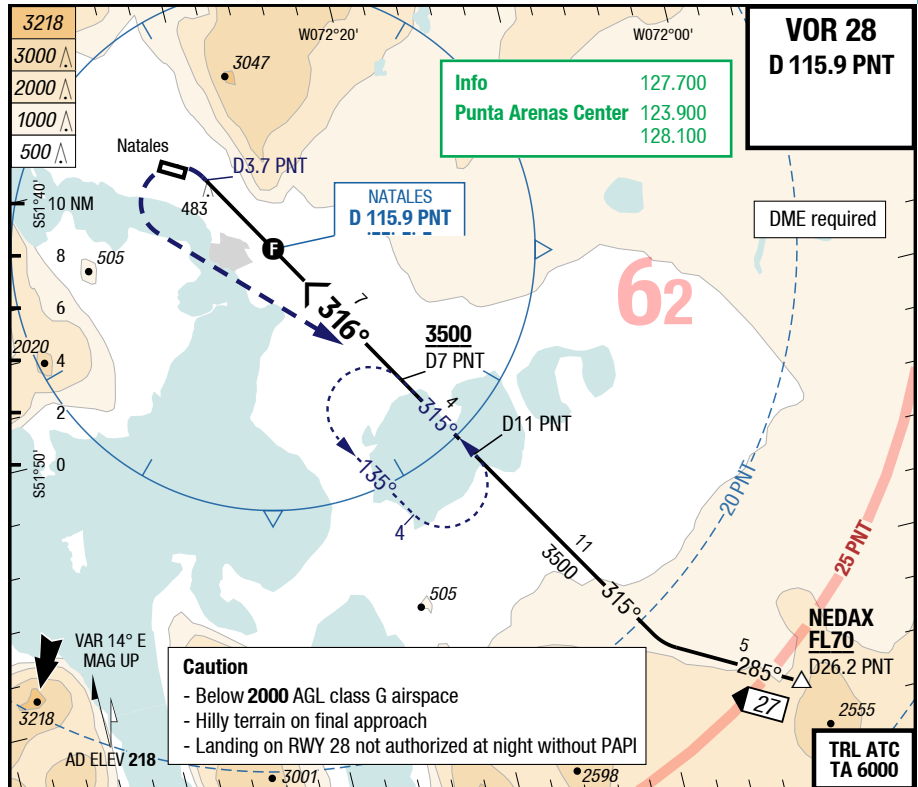 3218
3000
2000
1000
500
W072°20'
W072°00'
3047
VOR 28
D 115.9 PNT
Info 127.700
Punta Arenas Center 123.900
128.100
Natales
D3.7 PNT
NATALES
D 115.9 PNT
DME required
S51°40'
10 NM
483
F
505
8
6
2020
4
2
0
S51°50'
7
316°
3500
D7 PNT
62
4
315°
D11 PNT
135°
4
20 PNT
25 PNT
11
3500
315°
505
NEDAX
FL70
D26.2 PNT
5
285°
27
2555
VAR 14° E
MAG UP
3218
AD ELEV 218
Caution
- Below 2000 AGL class G airspace
- Hilly terrain on final approach
- Landing on RWY 28 not authorized at night without PAPI
3001
2598
TRL ATC
TA 6000